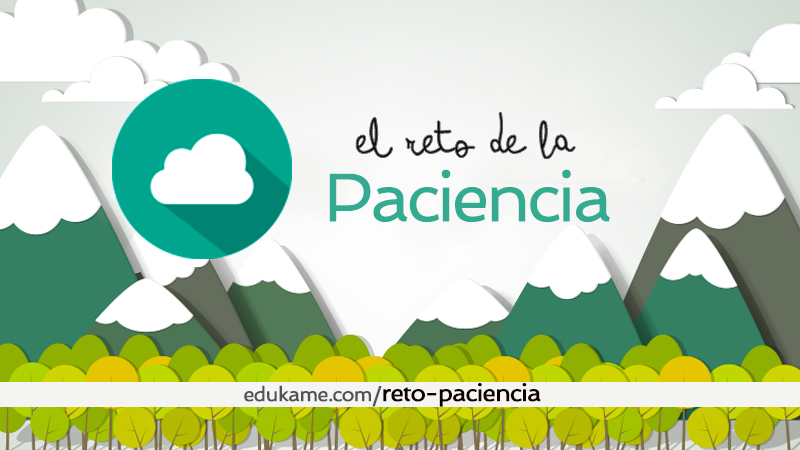 el reto de la
Paciencia
edukame.com/reto-paciencia